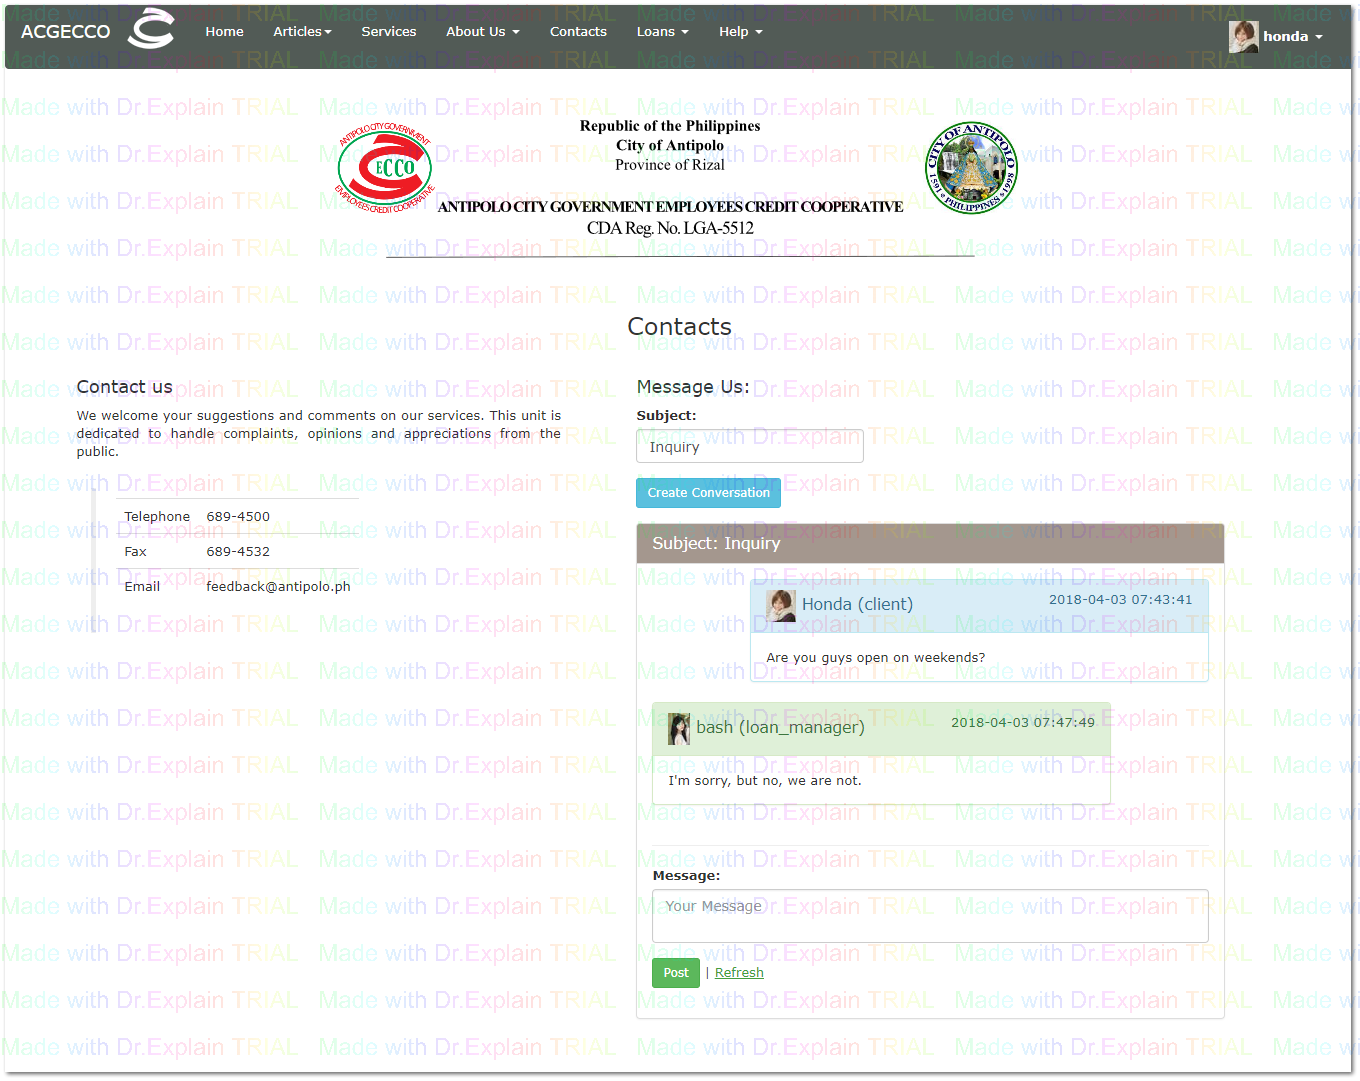 ACGECCO Home Articles Services About Us Contacts Loans Help honda
Made with Dr.Explain TRIAL
ANTIPOLO CITY GOVERNMENT
ECCO
EMPLOYEES CREDIT COOPERATIVE
Republic of the Philippines
City of Antipolo
Province of Rizal
ANTIPOLO CITY GOVERNMENT EMPLOYEES CREDIT COOPERATIVE
CDA Reg. No. LGA-5512
CITY OF ANTIPOLO
1591 PHILIPPINES 1998
Contacts
Contact us
We welcome your suggestions and comments on our services. This unit is
dedicated to handle complaints, opinions and appreciations from the
public.
Telephone 689-4500
Fax 689-4532
Email feedback@antipolo.ph
Message Us:
Subject:
Inquiry
Create Conversation
Subject: Inquiry
Honda (client) 2018-04-03 07:43:41
Are you guys open on weekends?
bash (loan_manager) 2018-04-03 07:47:49
I'm sorry, but no, we are not.
Message:
Your Message
Post | Refresh